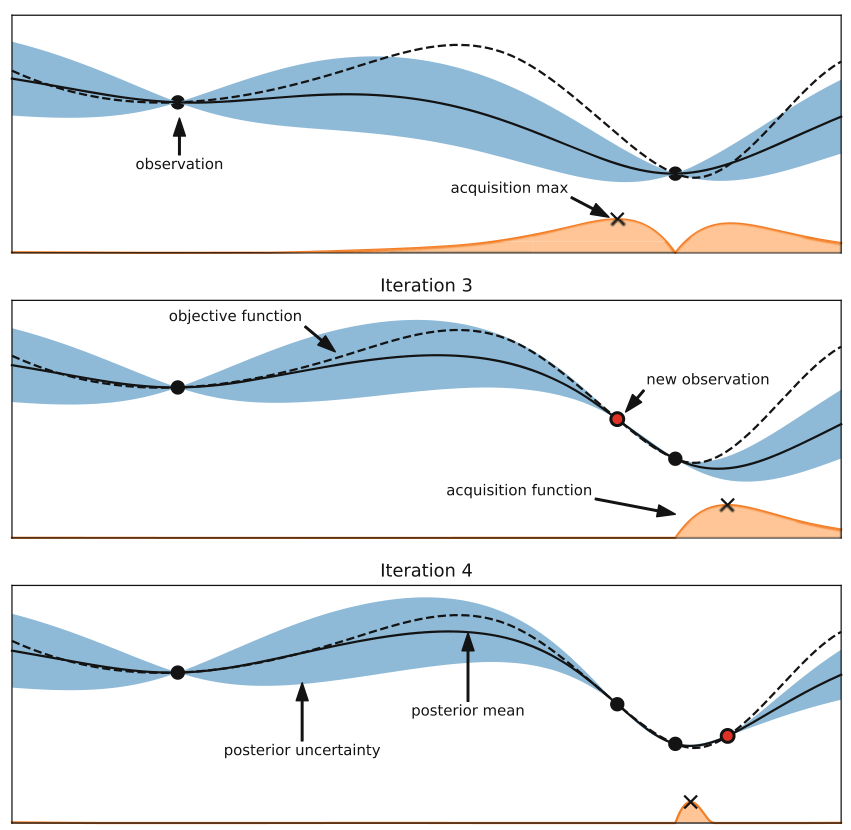 observation
acquisition max
Iteration 3
objective function
new observation
acquisition function
Iteration 4
posterior mean
posterior uncertainty